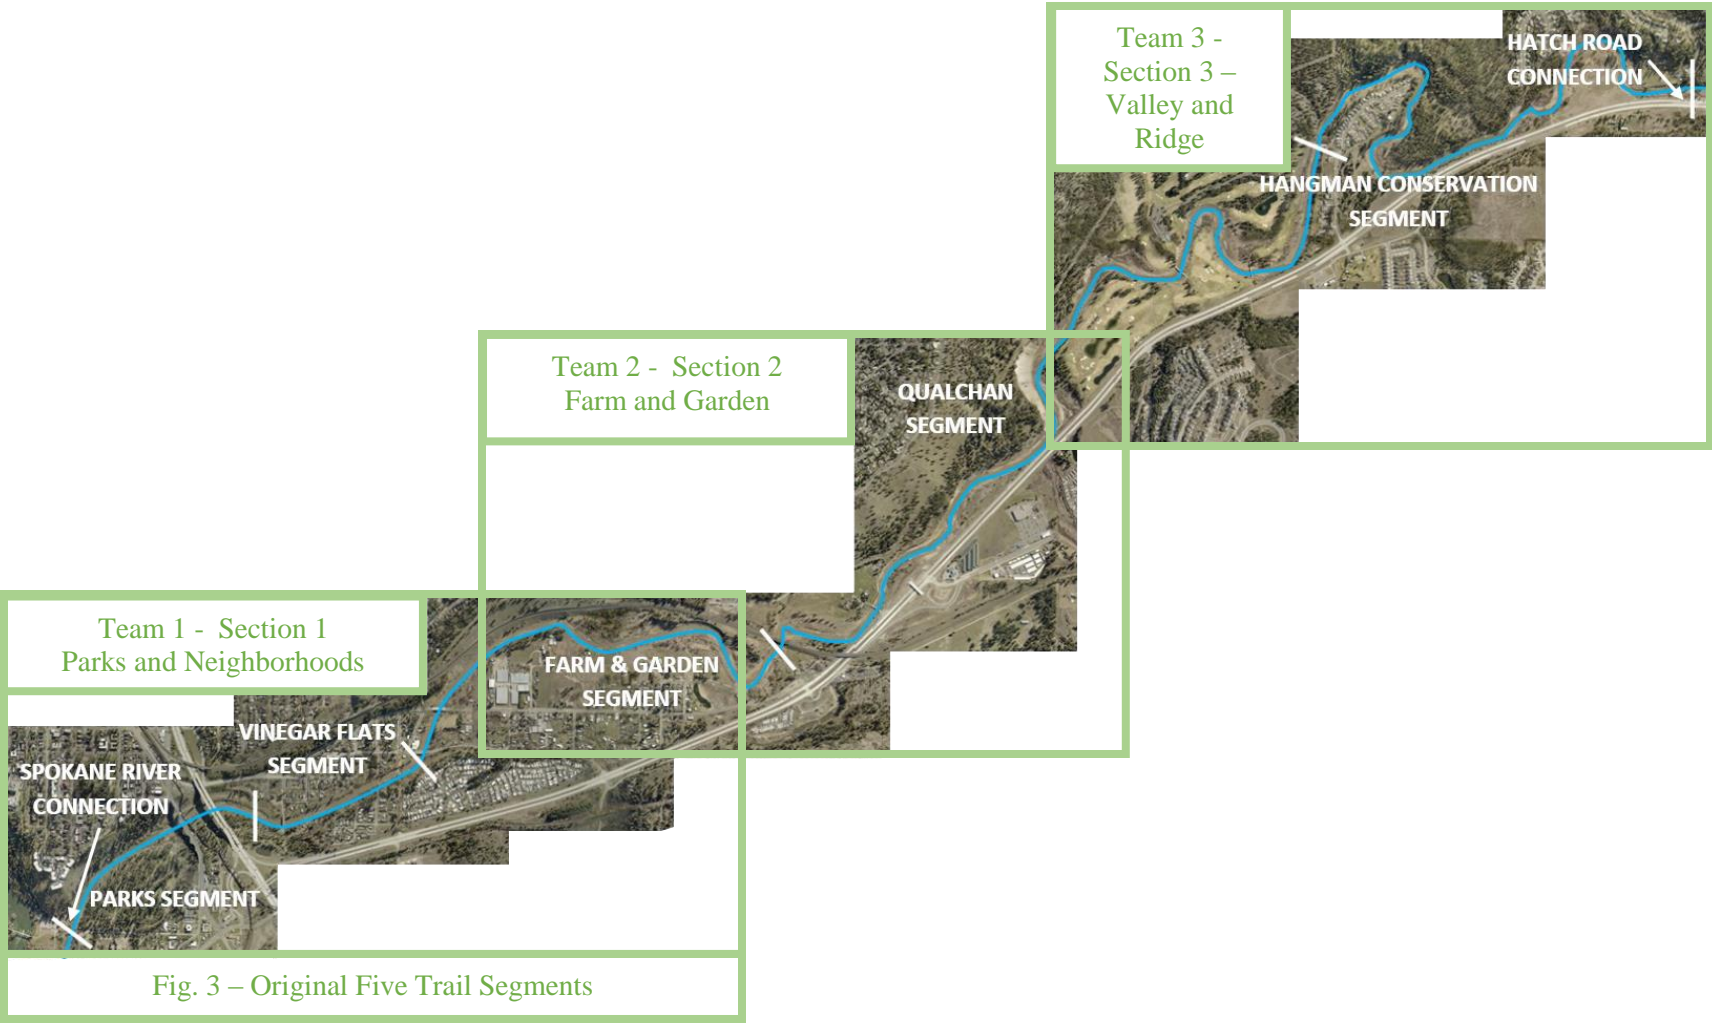 Team 3 -
Section 3 –
Valley and
Ridge
HATCH ROAD
CONNECTION
HANGMAN CONSERVATION
SEGMENT
Team 2 - Section 2
Farm and Garden
QUALCHAN
SEGMENT
Team 1 - Section 1
Parks and Neighborhoods
FARM & GARDEN
SEGMENT
VINEGAR FLATS
SEGMENT
SPOKANE RIVER
CONNECTION
PARKS SEGMENT
Fig. 3 – Original Five Trail Segments